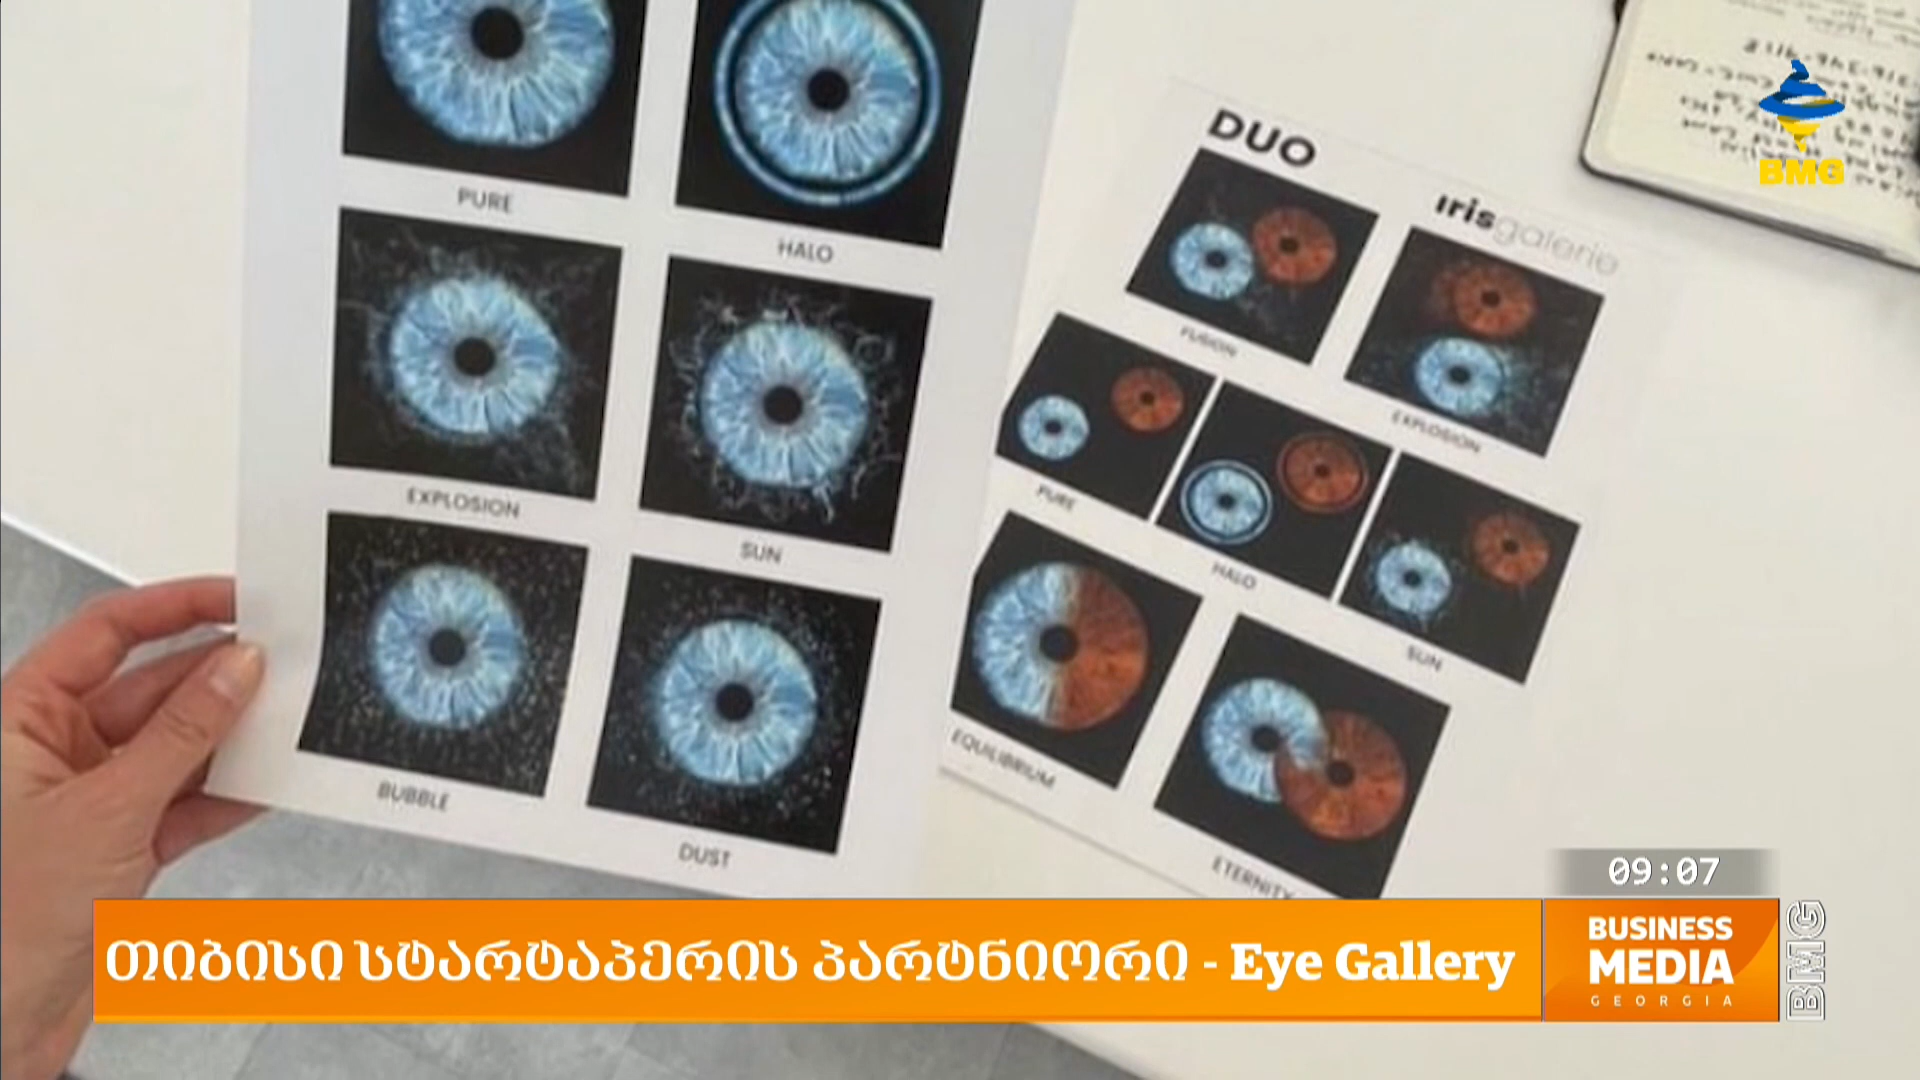 PURE
HALO
EXPLOSION
SUN
BUBBLE
DUST
DUO
irisgalerie
FUSION
EXPLOSION
PURE
HALO
SUN
EQUILIBRIUM
ETERNITY
BMG
09:07
თიბისი სტარტაპერის პარტნიორი - Eye Gallery
BUSINESS
MEDIA
GEORGIA
BMG